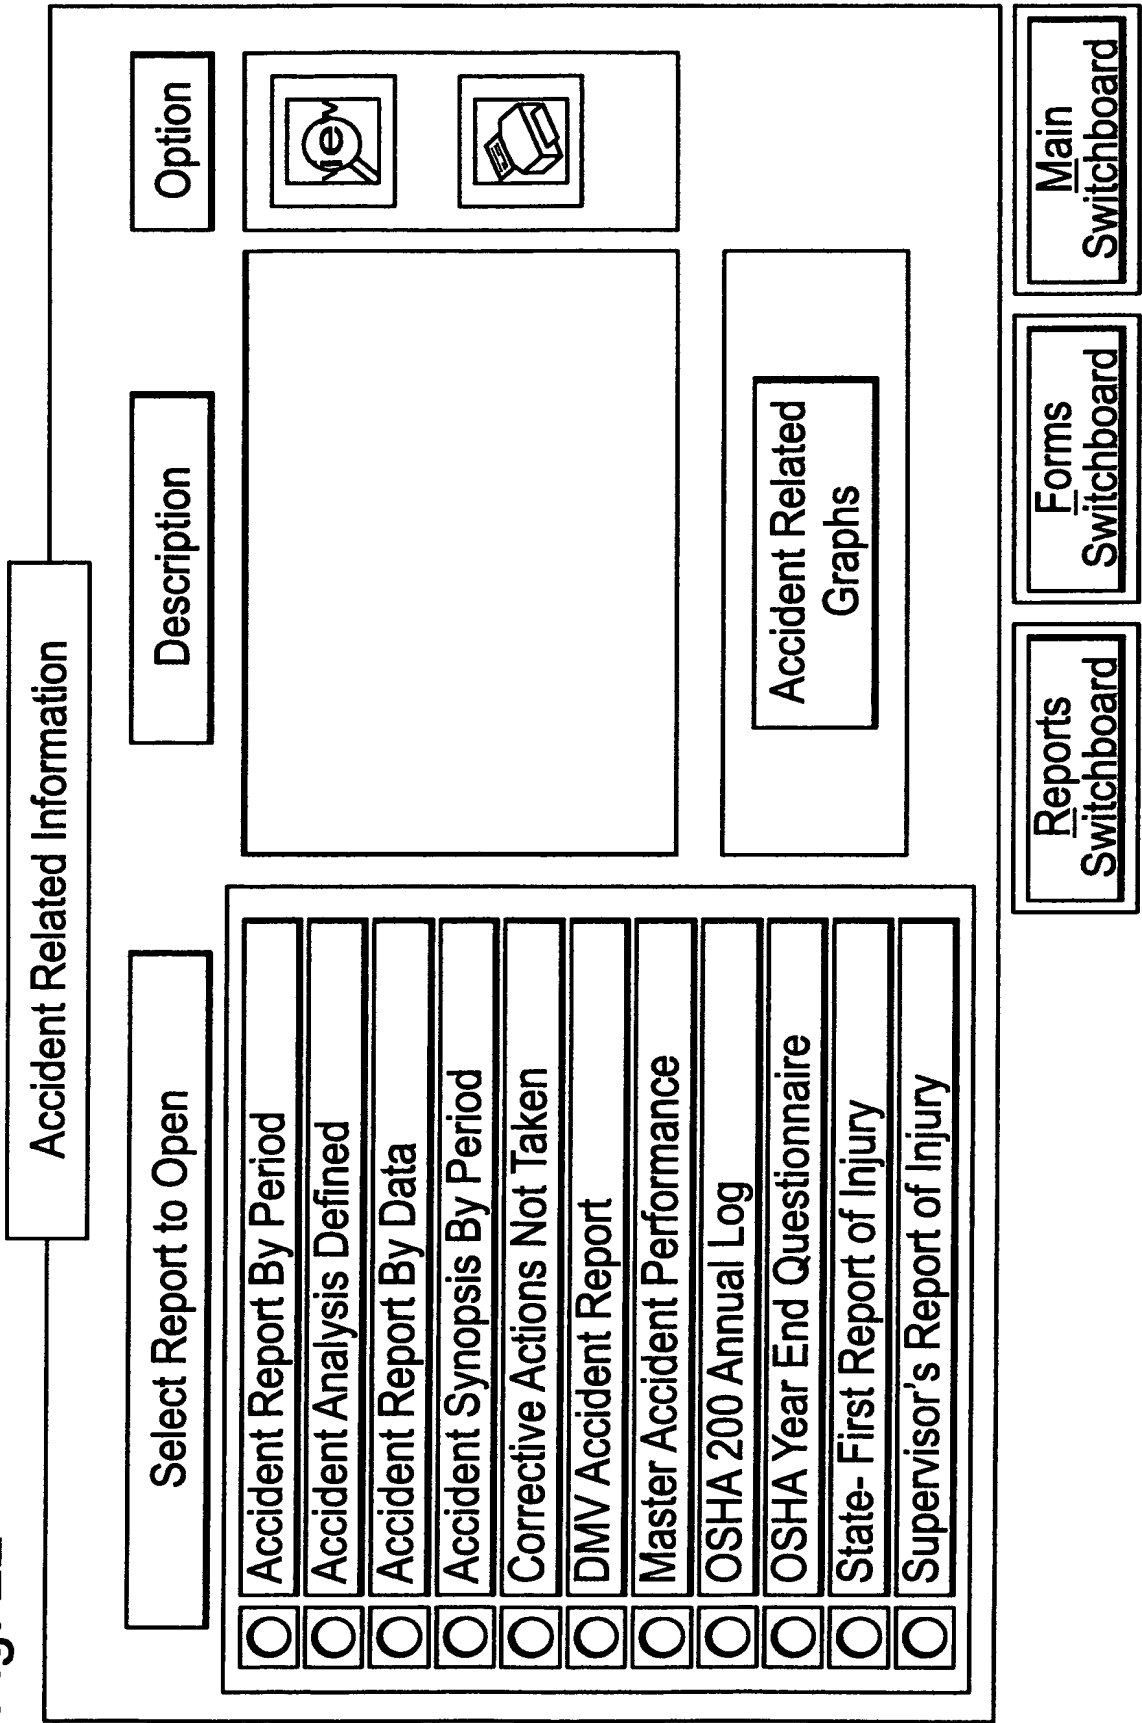 Accident Related Information
Select Report to Open
Description
Option
Accident Report By Period
Accident Analysis Defined
Accident Report By Data
Accident Synopsis By Period
Corrective Actions Not Taken
DMV Accident Report
Master Accident Performance
OSHA 200 Annual Log
OSHA Year End Questionnaire
State- First Report of Injury
Supervisor's Report of Injury
view
Accident Related
Graphs
Reports
Switchboard
Forms
Switchboard
Main
Switchboard